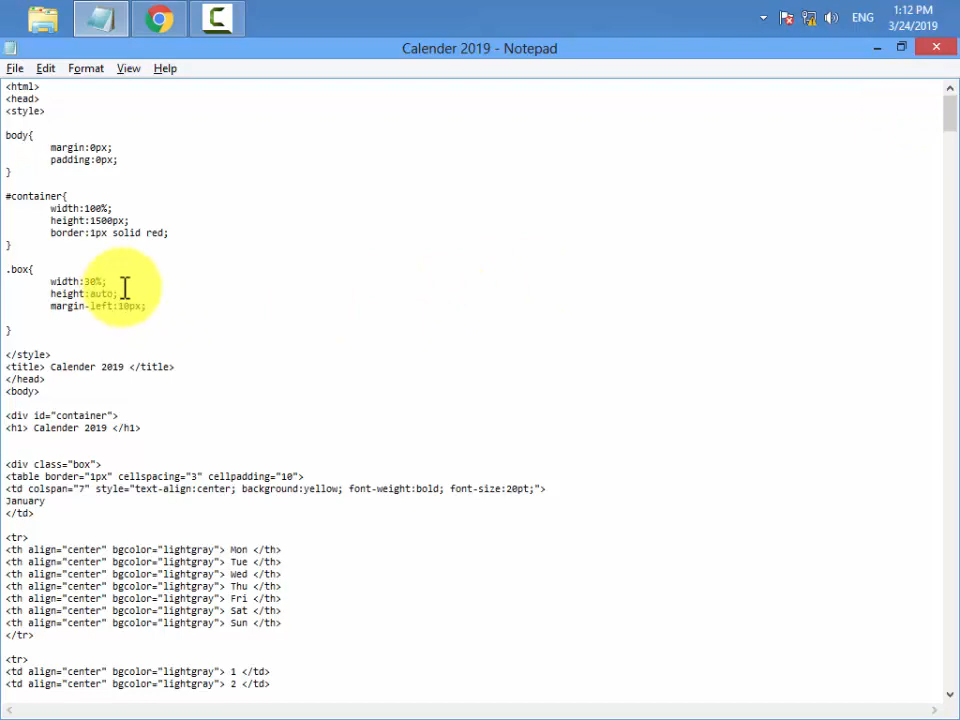 1:12 PM
ENG
3/24/2019
Calender 2019 - Notepad
File Edit Format View Help
<html>
<head>
<style>
body{
margin:0px;
padding:0px;
}
#container{
width:100%;
height:1500px;
border:1px solid red;
}
.box{
width:30%;
height:auto;
margin-left:10px;
}
</style>
<title> Calender 2019 </title>
</head>
<body>
<div id="container">
<h1> Calender 2019 </h1>
<div class="box">
<table border="1px" cellspacing="3" cellpadding="10">
<td colspan="7" style="text-align:center; background:yellow; font-weight:bold; font-size:20pt;">
January
</td>
<tr>
<th align="center" bgcolor="lightgray"> Mon </th>
<th align="center" bgcolor="lightgray"> Tue </th>
<th align="center" bgcolor="lightgray"> Wed </th>
<th align="center" bgcolor="lightgray"> Thu </th>
<th align="center" bgcolor="lightgray"> Fri </th>
<th align="center" bgcolor="lightgray"> Sat </th>
<th align="center" bgcolor="lightgray"> Sun </th>
</tr>
<tr>
<td align="center" bgcolor="lightgray"> 1 </td>
<td align="center" bgcolor="lightgray"> 2 </td>